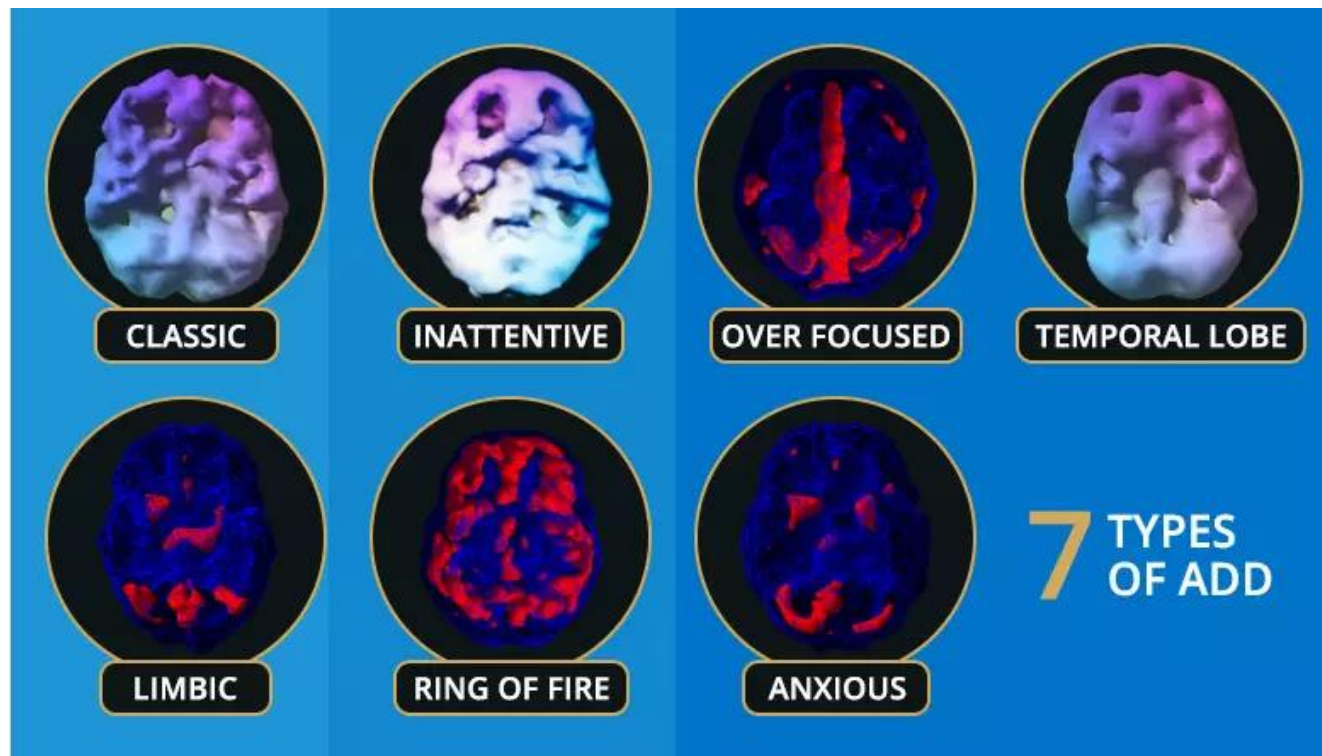 CLASSIC
INATTENTIVE
OVER FOCUSED
TEMPORAL LOBE
LIMBIC
RING OF FIRE
ANXIOUS
7 TYPES
OF ADD